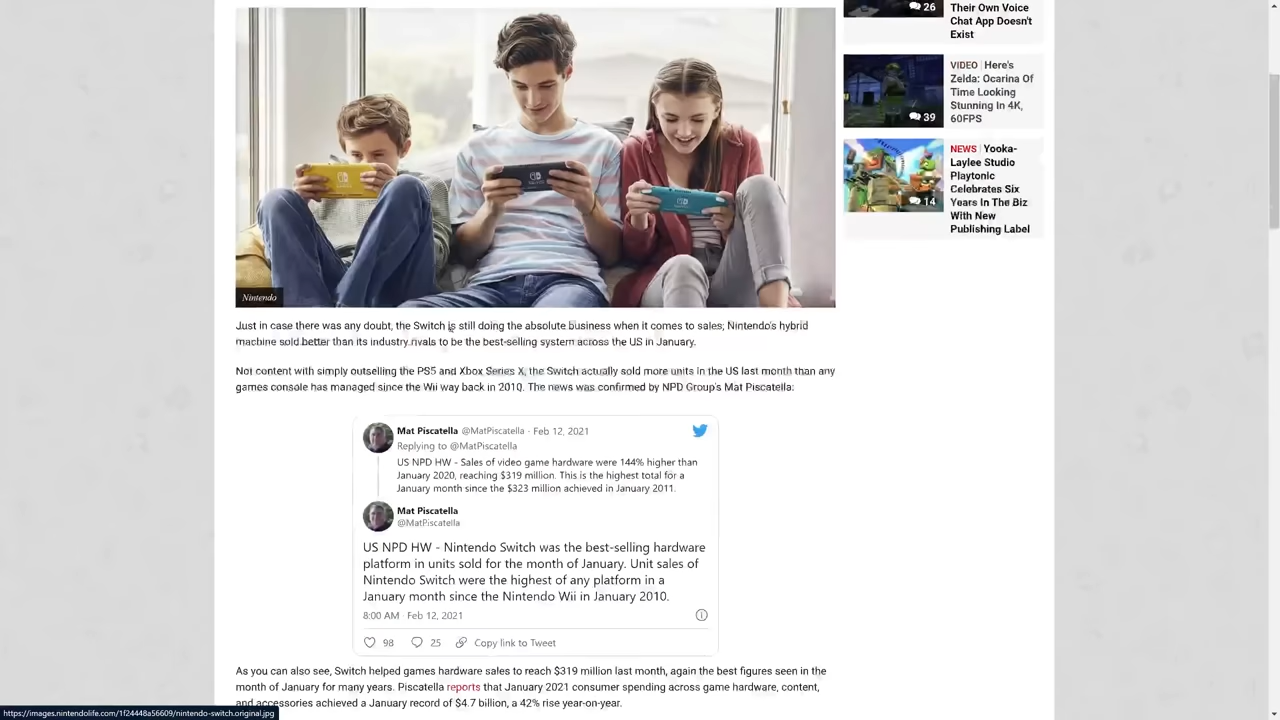 26
Their Own Voice
Chat App Doesn't
Exist
VIDEO Here's
Zelda: Ocarina Of
Time Looking
Stunning In 4K,
60FPS
39
NEWS Yooka-
Laylee Studio
Playtonic
Celebrates Six
Years In The Biz
With New
Publishing Label
14
Nintendo
Just in case there was any doubt, the Switch is still doing the absolute business when it comes to sales; Nintendo's hybrid
machine sold better than its industry rivals to be the best-selling system across the US in January.
Not content with simply outselling the PS5 and Xbox Series X, the Switch actually sold more units in the US last month than any
games console has managed since the Wii way back in 2010. The news was confirmed by NPD Group's Mat Piscatella:
Mat Piscatella @MatPiscatella · Feb 12, 2021
Replying to @MatPiscatella
US NPD HW - Sales of video game hardware were 144% higher than
January 2020, reaching $319 million. This is the highest total for a
January month since the $323 million achieved in January 2011.
Mat Piscatella
@MatPiscatella
US NPD HW - Nintendo Switch was the best-selling hardware
platform in units sold for the month of January. Unit sales of
Nintendo Switch were the highest of any platform in a
January month since the Nintendo Wii in January 2010.
8:00 AM · Feb 12, 2021
98 25 Copy link to Tweet
As you can also see, Switch helped games hardware sales to reach $319 million last month, again the best figures seen in the
month of January for many years. Piscatella reports that January 2021 consumer spending across game hardware, content,
and accessories achieved a January record of $4.7 billion, a 42% rise year-on-year.
https://images.nintendolife.com/1f24448a56609/nintendo-switch.original.jpg